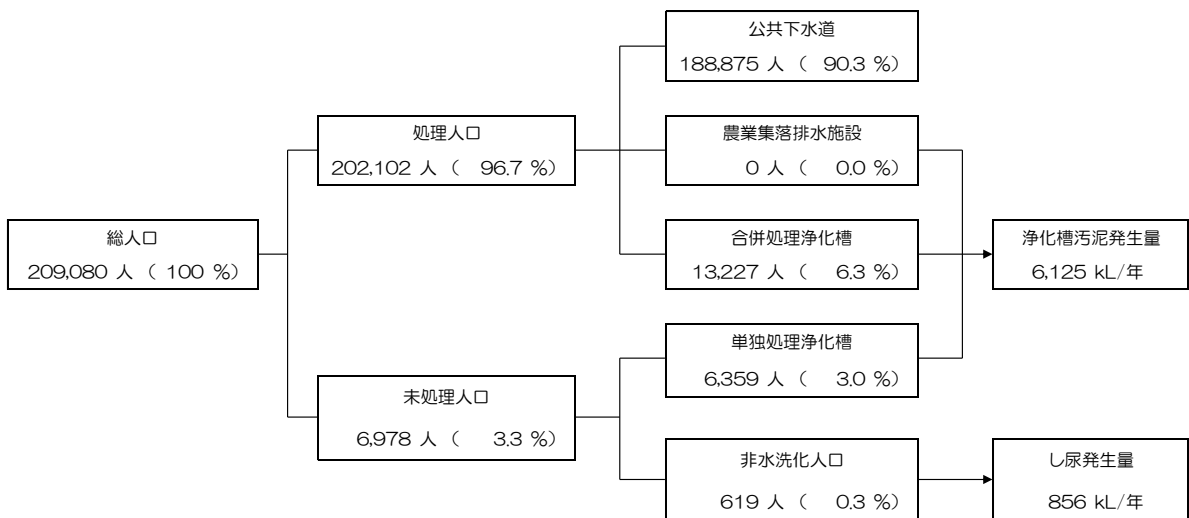 総人口
209,080 人 ( 100 %)
処理人口
202,102 人 ( 96.7 %)
未処理人口
6,978 人 ( 3.3 %)
公共下水道
188,875 人 ( 90.3 %)
農業集落排水施設
0 人 ( 0.0 %)
合併処理浄化槽
13,227 人 ( 6.3 %)
単独処理浄化槽
6,359 人 ( 3.0 %)
非水洗化人口
619 人 ( 0.3 %)
浄化槽汚泥発生量
6,125 kL/年
し尿発生量
856 kL/年